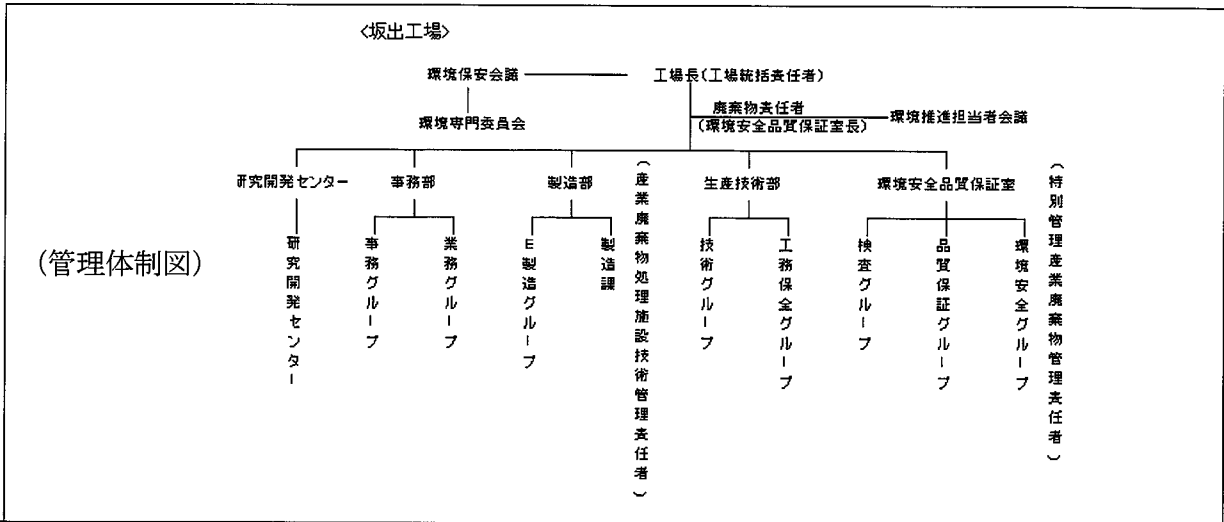 〈坂出工場〉
環境保安会議
工場長(工場統括責任者)
環境専門委員会
廃棄物責任者
(環境安全品質保証室長)
環境推進担当者会議
研究開発センター
事務部
製造部
(産業廃棄物処理施設技術管理責任者)
生産技術部
環境安全品質保証室
(特別管理産業廃棄物管理責任者)
(管理体制図)
研究開発センター
事務グループ
業務グループ
E製造グループ
製造課
技術グループ
工務保全グループ
検査グループ
品質保証グループ
環境安全グループ